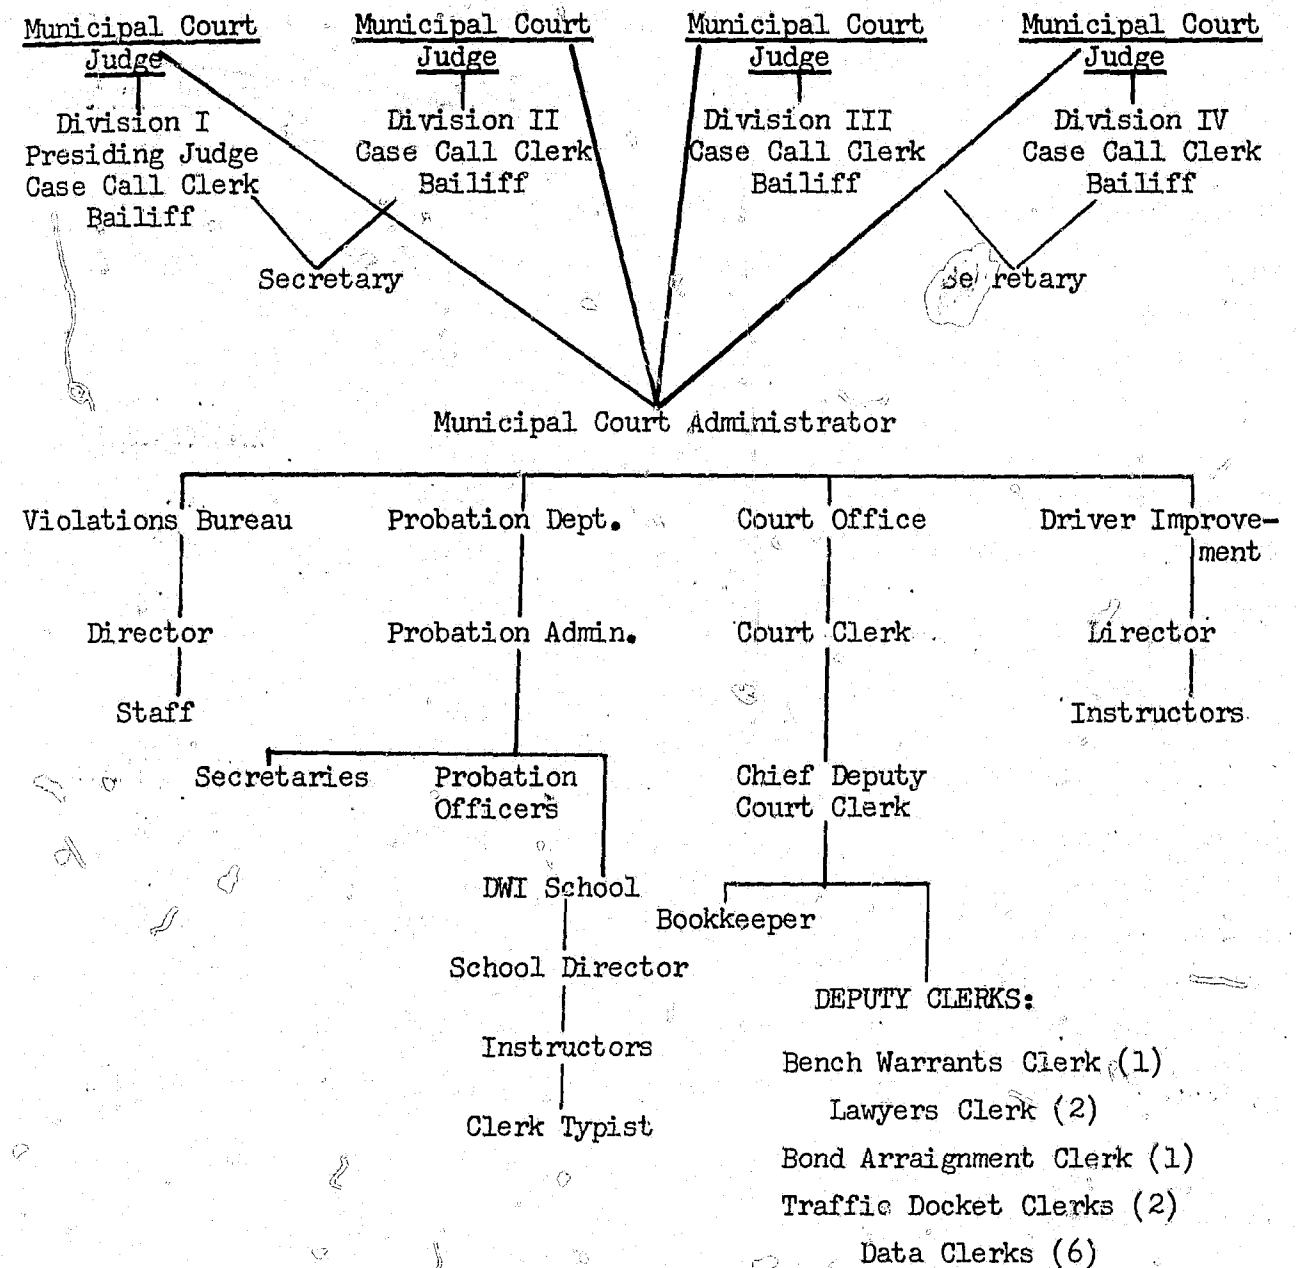 Municipal Court Judge
Municipal Court Judge
Municipal Court Judge
Municipal Court Judge
Division I
Presiding Judge
Case Call Clerk
Bailiff
Division II
Case Call Clerk
Bailiff
Division III
Case Call Clerk
Bailiff
Division IV
Case Call Clerk
Bailiff
Secretary
Secretary
Municipal Court Administrator
Violations Bureau
Director
Staff
Probation Dept.
Probation Admin.
Secretaries
Probation
Officers
DWI School
School Director
Instructors
Clerk Typist
Court Office
Court Clerk
Chief Deputy
Court Clerk
Bookkeeper
DEPUTY CLERKS:
Bench Warrants Clerk (1)
Lawyers Clerk (2)
Bond Arraignment Clerk (1)
Traffic Docket Clerks (2)
Data Clerks (6)
Driver Improve-
ment
Director
Instructors